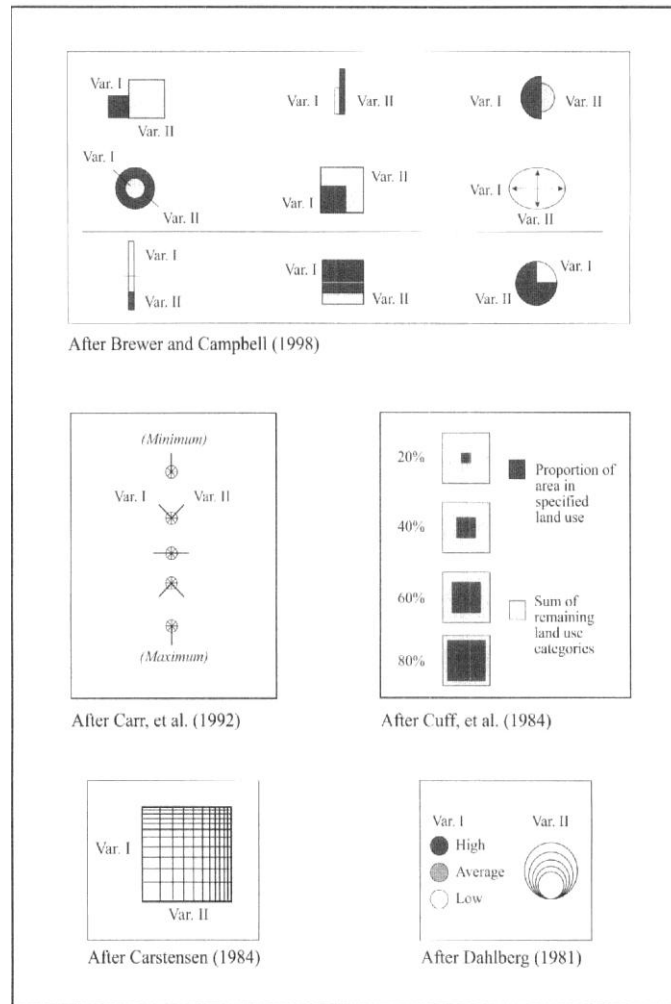 Var. I
Var. II
Var. I
Var. II
Var. I
Var. II
Var. I
Var. II
Var. II
Var. I
Var. I
Var. II
Var. I
Var. II
Var. I
Var. II
Var. I
Var. II
After Brewer and Campbell (1998)
(Minimum)
Var. I
Var. II
(Maximum)
After Carr, et al. (1992)
20%
40%
60%
80%
Proportion of
area in
specified
land use
Sum of
remaining
land use
categories
After Cuff, et al. (1984)
Var. I
Var. II
After Carstensen (1984)
Var. I
High
Average
Low
Var. II
After Dahlberg (1981)